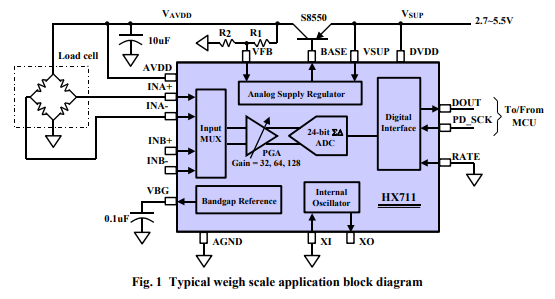 VAVDD
VSUP
2.7–5.5V
R2
R1
S8550
10uF
VFB
BASE
VSUP
DVDD
Load cell
AVDD
INA+
INA-
Analog Supply Regulator
DOUT
PD_SCK
To/From
MCU
Input
MUX
Digital
Interface
24-bit ΣΔ
ADC
PGA
Gain = 32, 64, 128
INB+
INB-
RATE
VBG
Internal
Oscillator
HX711
0.1uF
Bandgap Reference
AGND
XI
XO
Fig. 1 Typical weigh scale application block diagram